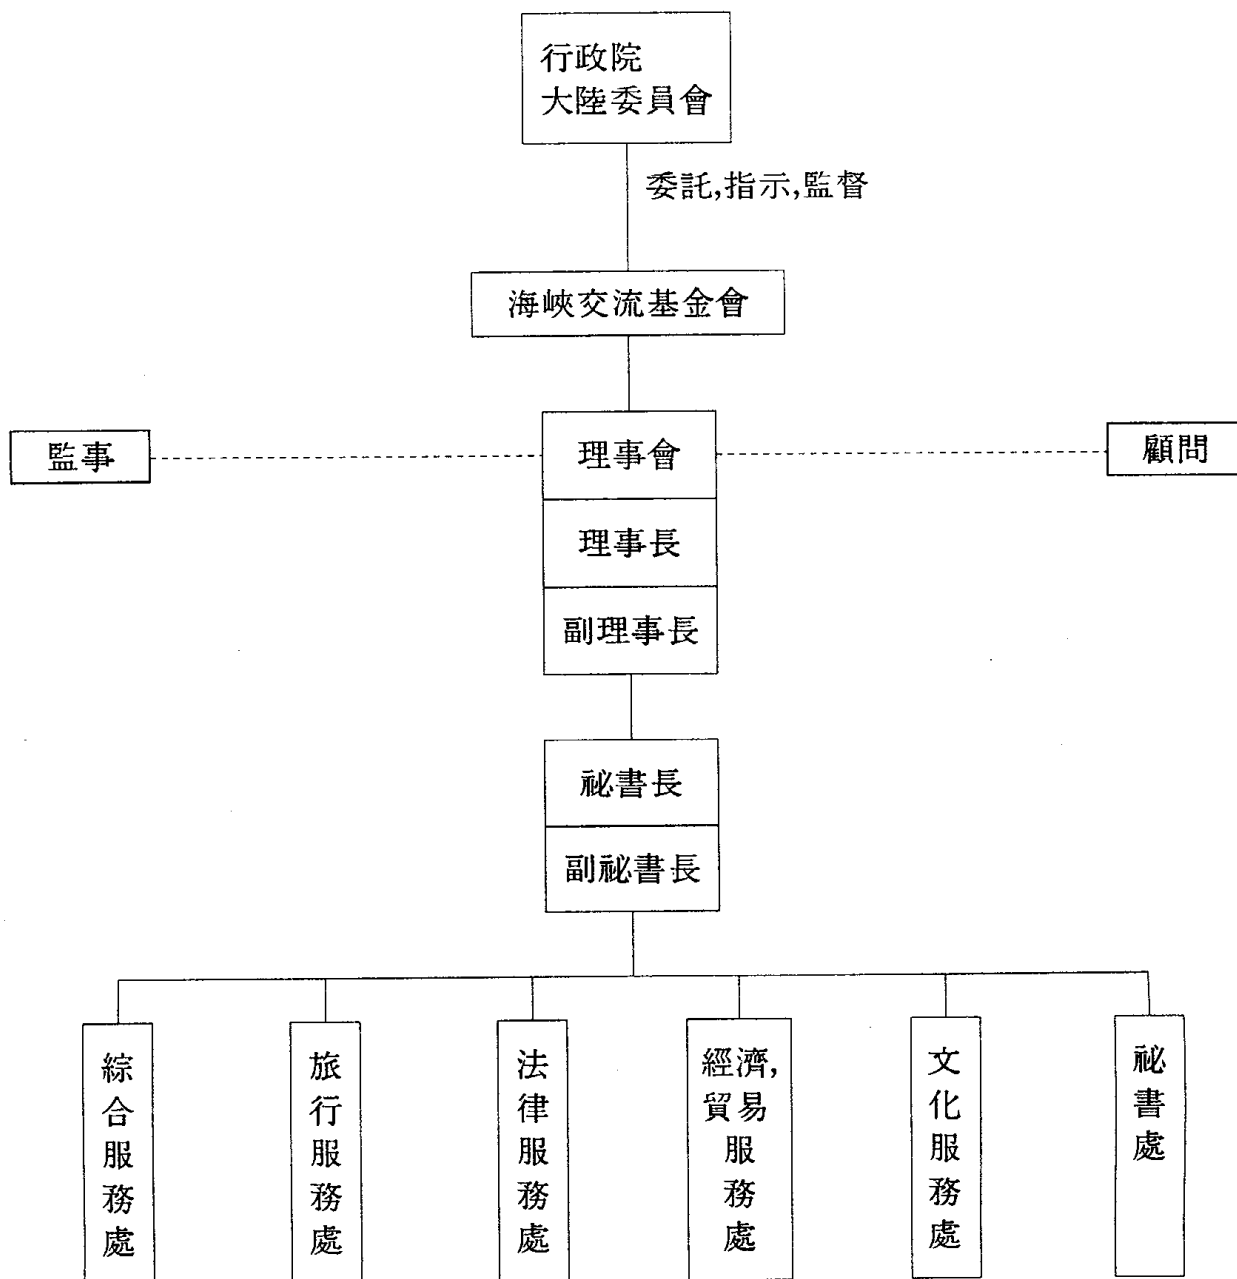 行政院
大陸委員會
委託,指示,監督
海峽交流基金會
監事
理事會
顧問
理事長
副理事長
祕書長
副祕書長
綜合服務處
旅行服務處
法律服務處
經濟,
貿易
服務處
文化服務處
祕書處